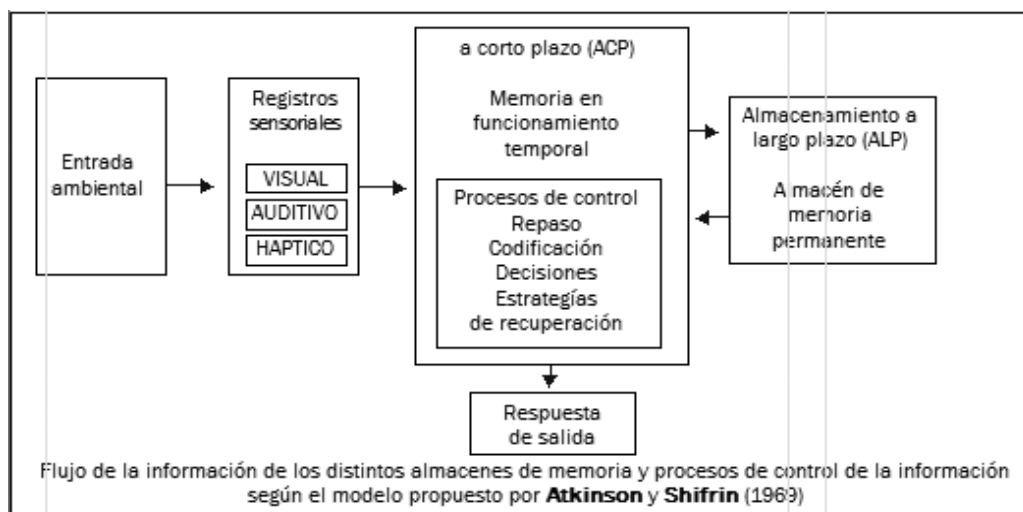 Entrada
ambiental
Registros
sensoriales
VISUAL
AUDITIVO
HAPTICO
a corto plazo (ACP)
Memoria en
funcionamiento
temporal
Procesos de control
Repaso
Codificación
Decisiones
Estrategías
de recuperación
Almacenamiento a
largo plazo (ALP)
Almacén de
memoria
permanente
Respuesta
de salida
Flujo de la información de los distintos almacenes de memoria y procesos de control de la información
según el modelo propuesto por Atkinson y Shifrin (1969)